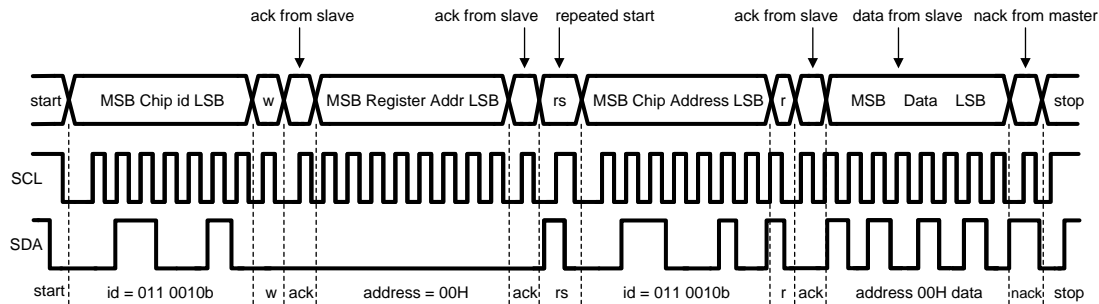 ack from slave ack from slave repeated start ack from slave data from slave nack from master
start MSB Chip id LSB w MSB Register Addr LSB rs MSB Chip Address LSB r MSB Data LSB stop
SCL
SDA
start id = 011 0010b w ack address = 00H ack rs id = 011 0010b r ack address 00H data nack stop